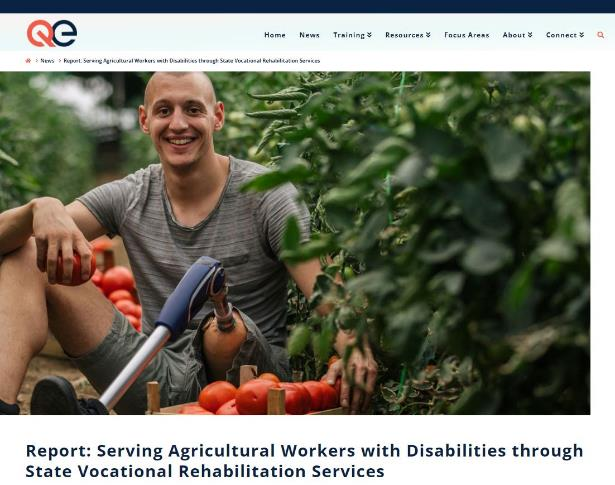 QE
Home News Training Resources Focus Areas About Connect
News Report: Serving Agricultural Workers with Disabilities through State Vocational Rehabilitation Services
Report: Serving Agricultural Workers with Disabilities through
State Vocational Rehabilitation Services